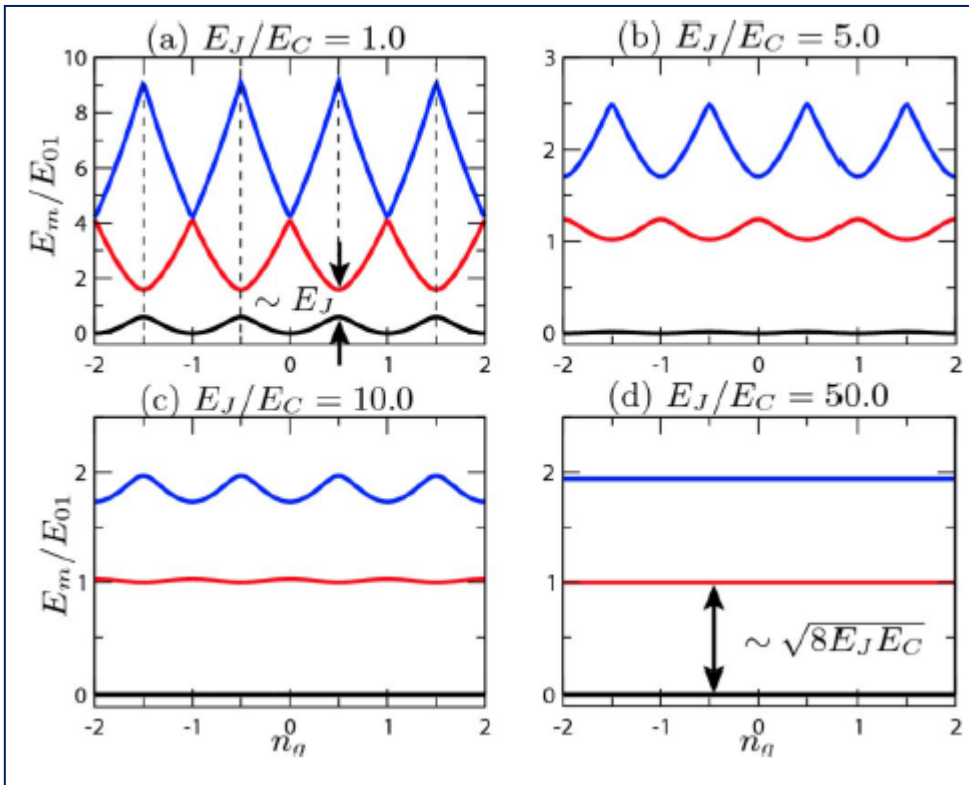 (a) E_J/E_C = 1.0
(b) E_J/E_C = 5.0
10
8
6
4
2
0
E_m/E_01
~ E_J
-2 -1 0 1 2
3
2
1
0
-2 -1 0 1 2
(c) E_J/E_C = 10.0
(d) E_J/E_C = 50.0
2
1
0
E_m/E_01
-2 -1 0 1 2
n_g
2
1
0
~ √8E_JE_C
-2 -1 0 1 2
n_g